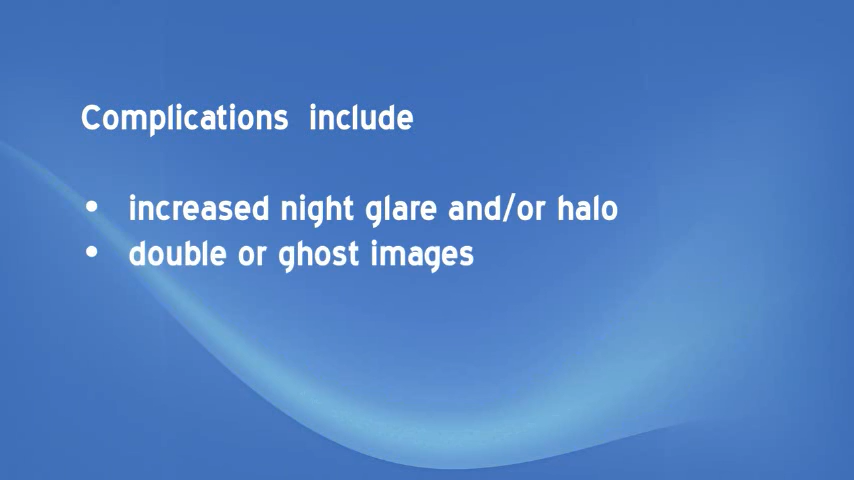 Complications include
• increased night glare and/or halo
• double or ghost images